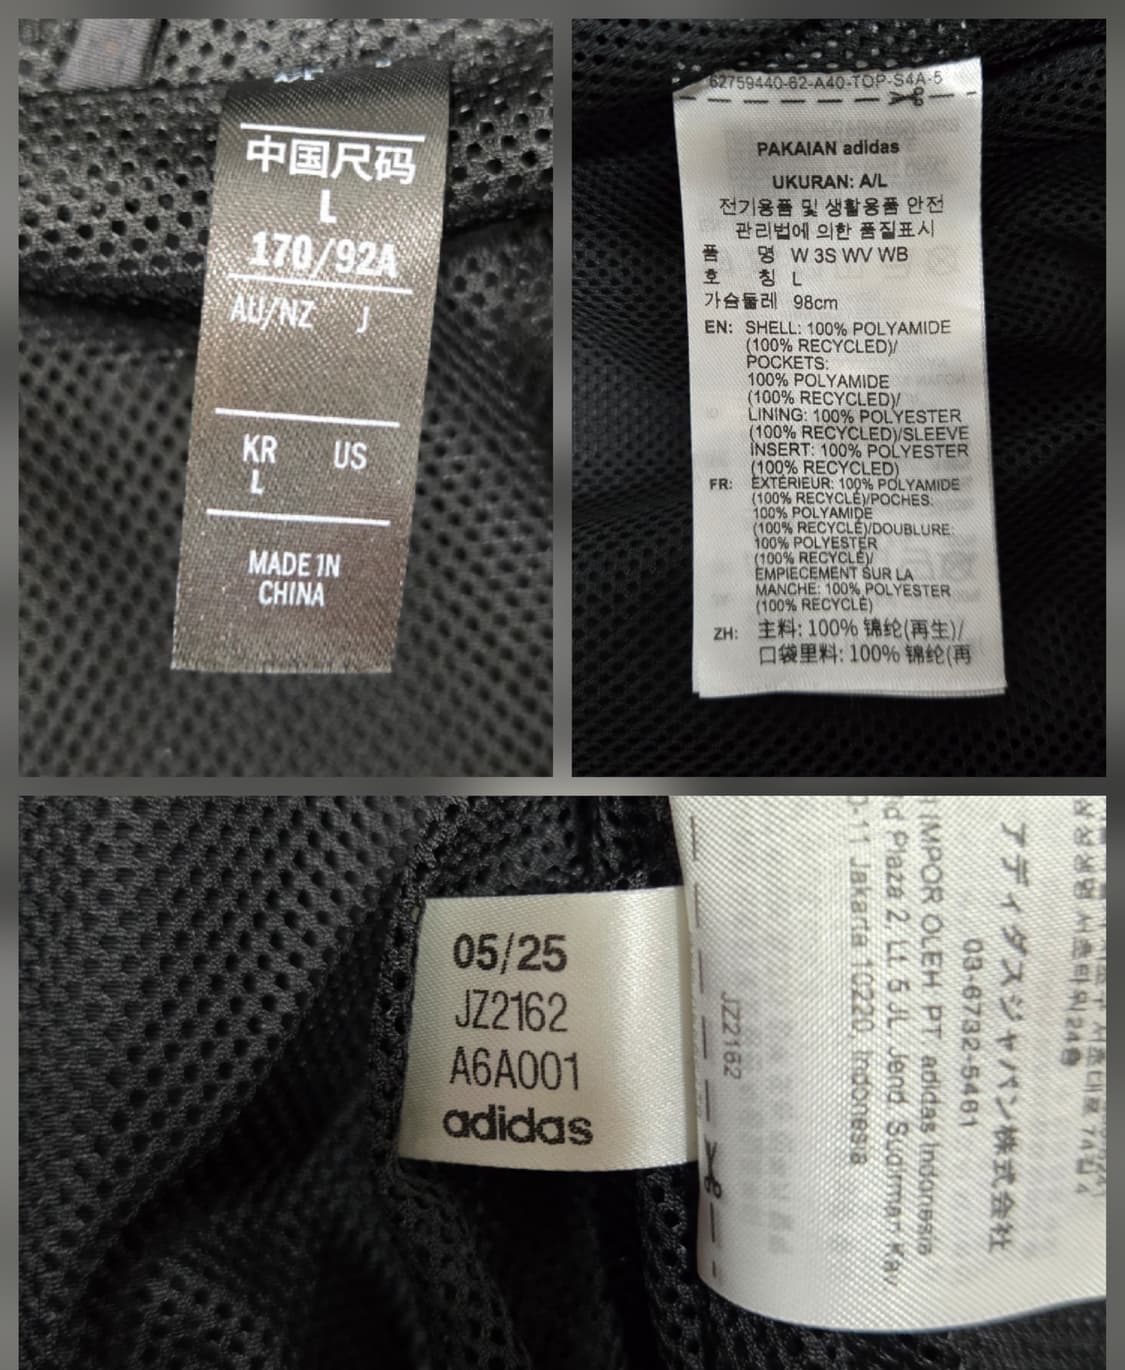 中国尺码
L
170/92A
AU/NZ J
KR US
L
MADE IN
CHINA
62759440-62-A40-TOP-S4A-5
PAKAIAN adidas
UKURAN: A/L
전기용품 및 생활용품 안전
관리법에 의한 품질표시
품 명 W 3S WV WB
호 칭 L
가슴둘레 98cm
EN: SHELL: 100% POLYAMIDE
(100% RECYCLED)/
POCKETS:
100% POLYAMIDE
(100% RECYCLED)/
LINING: 100% POLYESTER
(100% RECYCLED)/SLEEVE
INSERT: 100% POLYESTER
(100% RECYCLED)
FR: EXTÉRIEUR: 100% POLYAMIDE
(100% RECYCLÉ)/POCHES:
100% POLYAMIDE
(100% RECYCLÉ)/DOUBLURE:
100% POLYESTER
(100% RECYCLÉ)/
EMPIÈCEMENT SUR LA
MANCHE: 100% POLYESTER
(100% RECYCLÉ)
ZH: 主料: 100% 锦纶(再生)/
口袋里料: 100% 锦纶(再
05/25
JZ2162
A6A001
adidas
JZ2162
アディダスジャパン株式会社
03-6732-5461
IMPOR OLEH PT. adidas Indonesia
Plaza 2, Lt. 5 JL. Jend. Sudirman Kav
11 Jakarta 10220, Indonesia